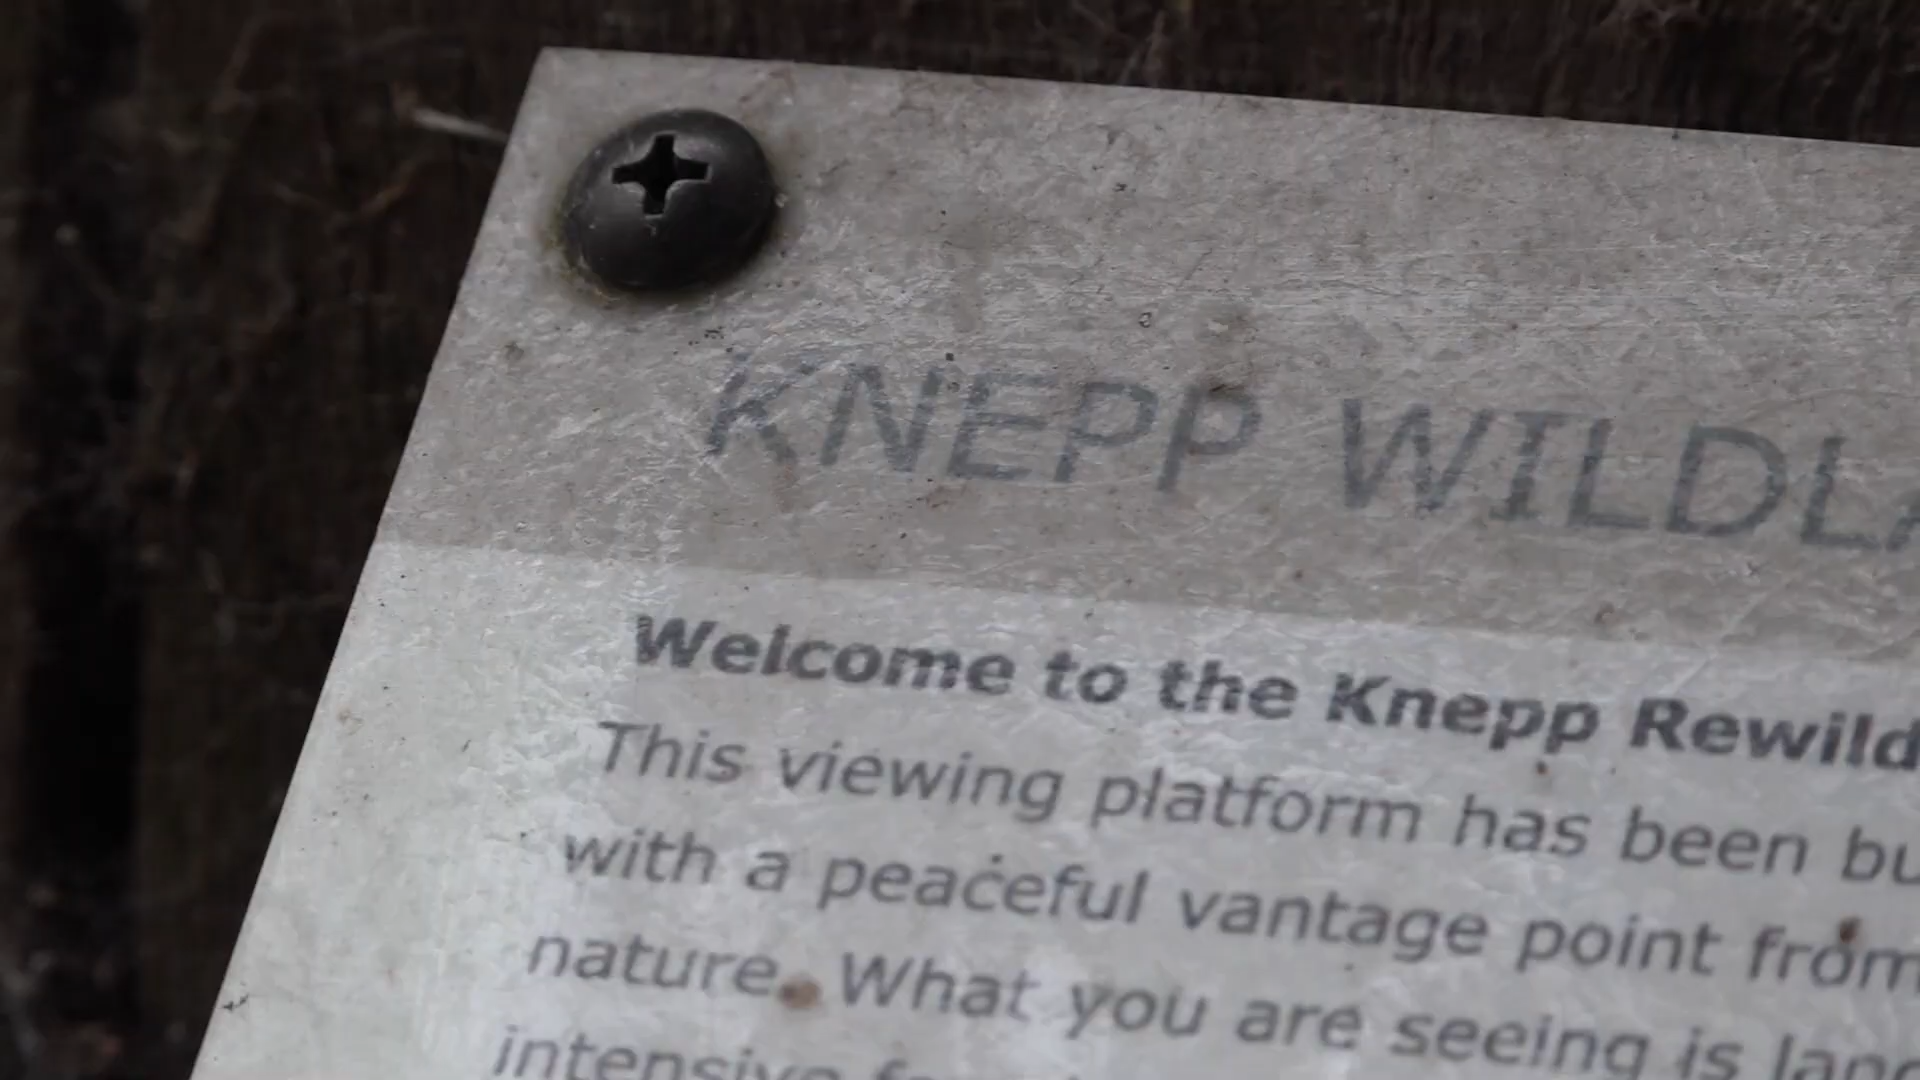 KNEPP WILDLA
Welcome to the Knepp Rewild
This viewing platform has been bu
with a peaceful vantage point from
nature. What you are seeing is land
intensive